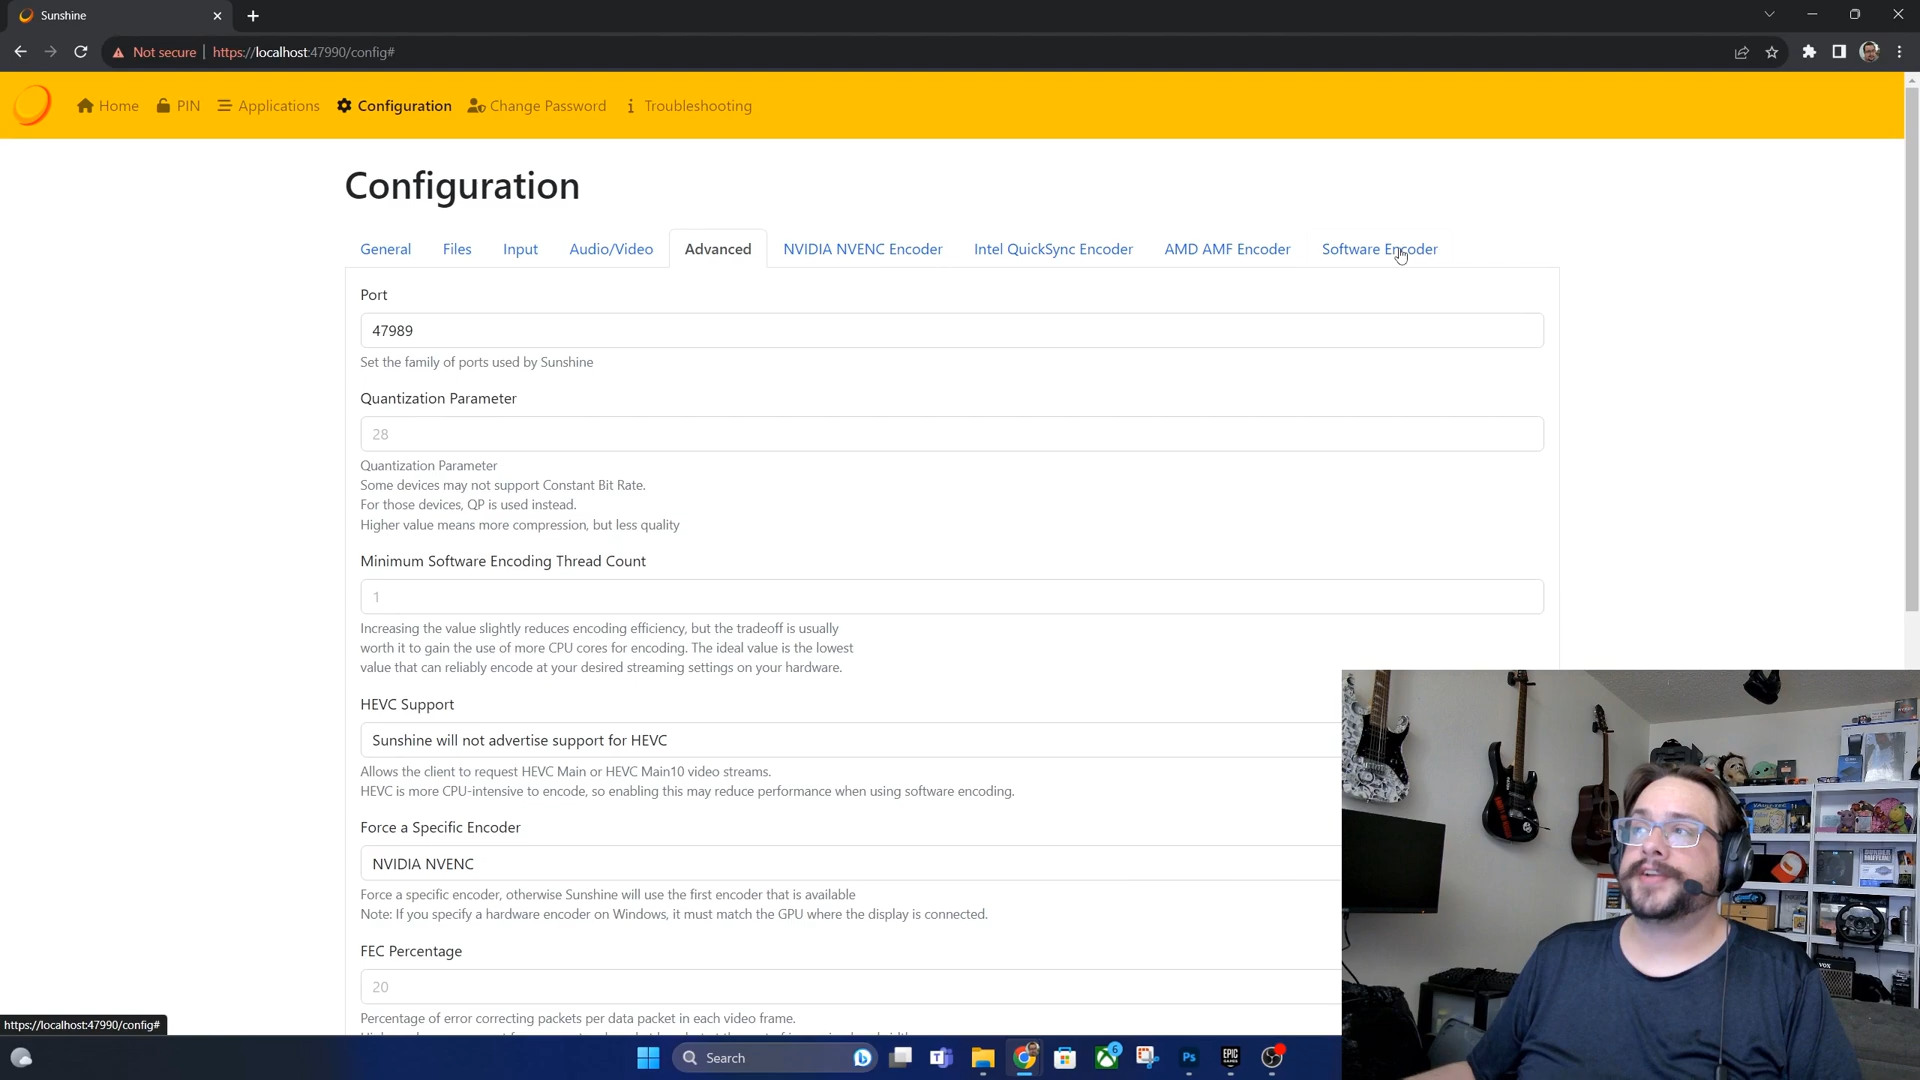 Sunshine
Not secure | https://localhost:47990/config#
Home PIN Applications Configuration Change Password Troubleshooting
Configuration
General Files Input Audio/Video Advanced NVIDIA NVENC Encoder Intel QuickSync Encoder AMD AMF Encoder Software Encoder
Port
47989
Set the family of ports used by Sunshine
Quantization Parameter
28
Quantization Parameter
Some devices may not support Constant Bit Rate.
For those devices, QP is used instead.
Higher value means more compression, but less quality
Minimum Software Encoding Thread Count
1
Increasing the value slightly reduces encoding efficiency, but the tradeoff is usually
worth it to gain the use of more CPU cores for encoding. The ideal value is the lowest
value that can reliably encode at your desired streaming settings on your hardware.
HEVC Support
Sunshine will not advertise support for HEVC
Allows the client to request HEVC Main or HEVC Main10 video streams.
HEVC is more CPU-intensive to encode, so enabling this may reduce performance when using software encoding.
Force a Specific Encoder
NVIDIA NVENC
Force a specific encoder, otherwise Sunshine will use the first encoder that is available
Note: If you specify a hardware encoder on Windows, it must match the GPU where the display is connected.
FEC Percentage
20
Percentage of error correcting packets per data packet in each video frame.
https://localhost:47990/config#
Search
6
Ps
EPIC
GAMES
DUNDER
MIFFLIN
VOX